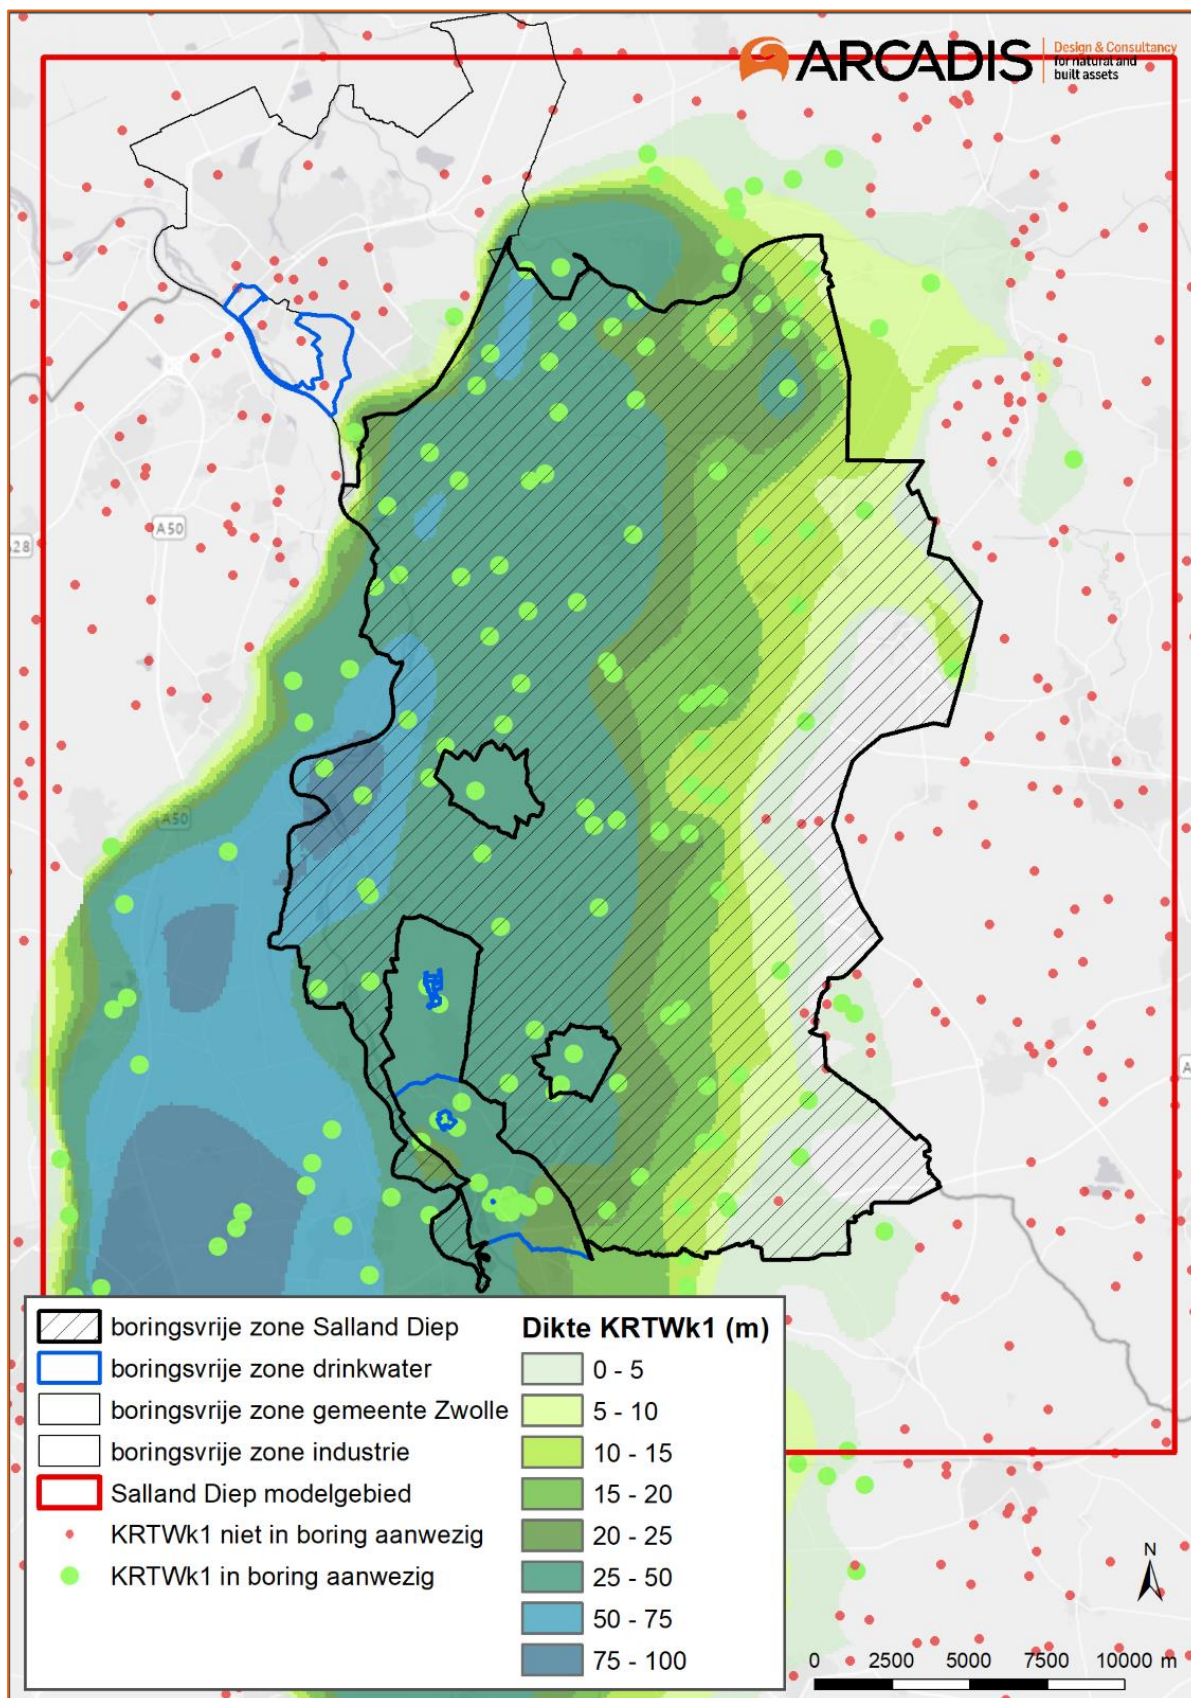 ARCADIS
Design & Consultancy
for natural and
built assets
A50
A28
A50
A
boringsvrije zone Salland Diep
boringsvrije zone drinkwater
boringsvrije zone gemeente Zwolle
boringsvrije zone industrie
Salland Diep modelgebied
KRTWk1 niet in boring aanwezig
KRTWk1 in boring aanwezig
Dikte KRTWk1 (m)
0 - 5
5 - 10
10 - 15
15 - 20
20 - 25
25 - 50
50 - 75
75 - 100
N
0 2500 5000 7500 10000 m